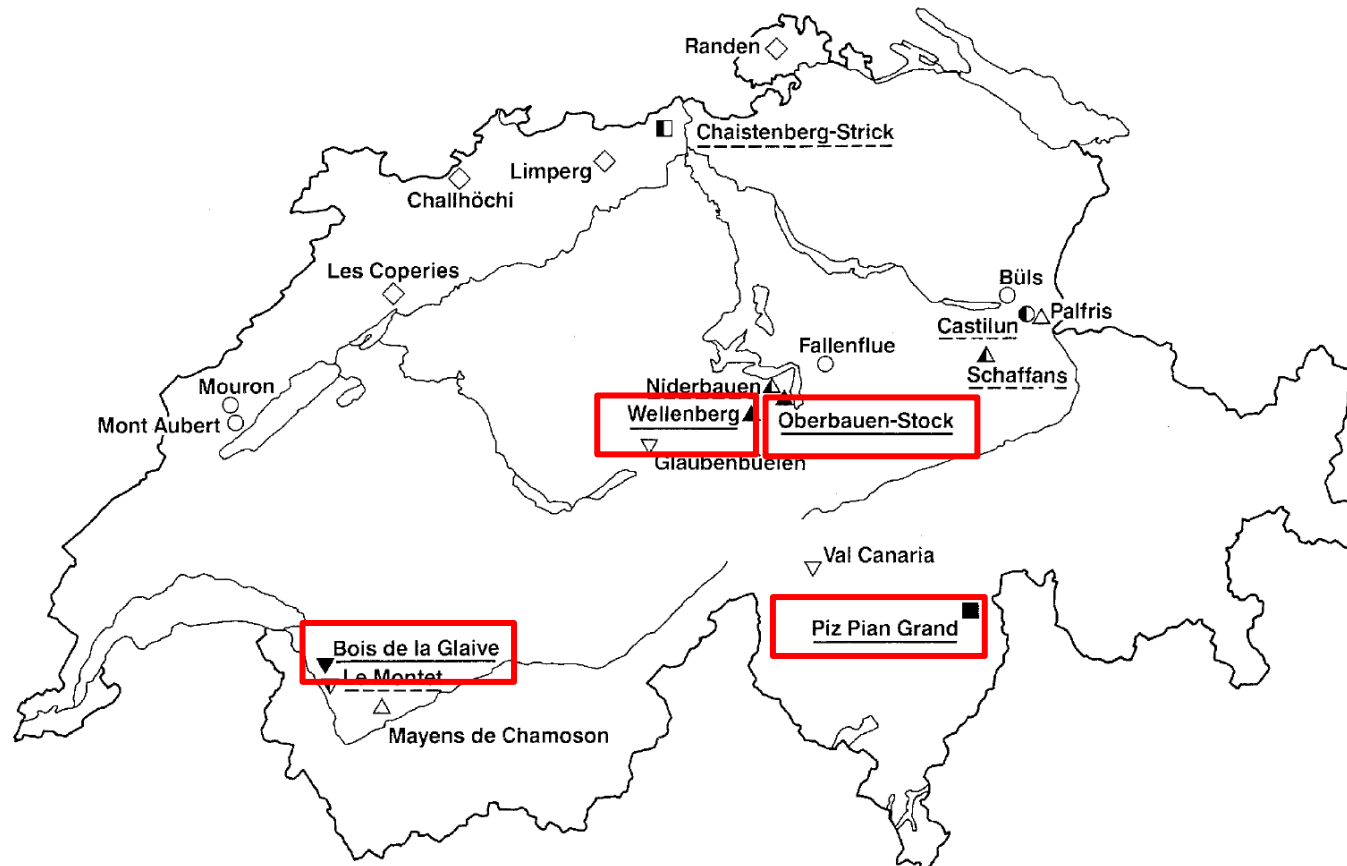 Randen
Chaistenberg-Strick
Limperg
Challhöchi
Les Coperies
Büls
Palfris
Castilun
Fallenflue
Schaffans
Mouron
Niderbauen
Mont Aubert
Wellenberg
Oberbauen-Stock
Glaubenbüelen
Val Canaria
Piz Pian Grand
Bois de la Glaive
Le Montet
Mayens de Chamoson